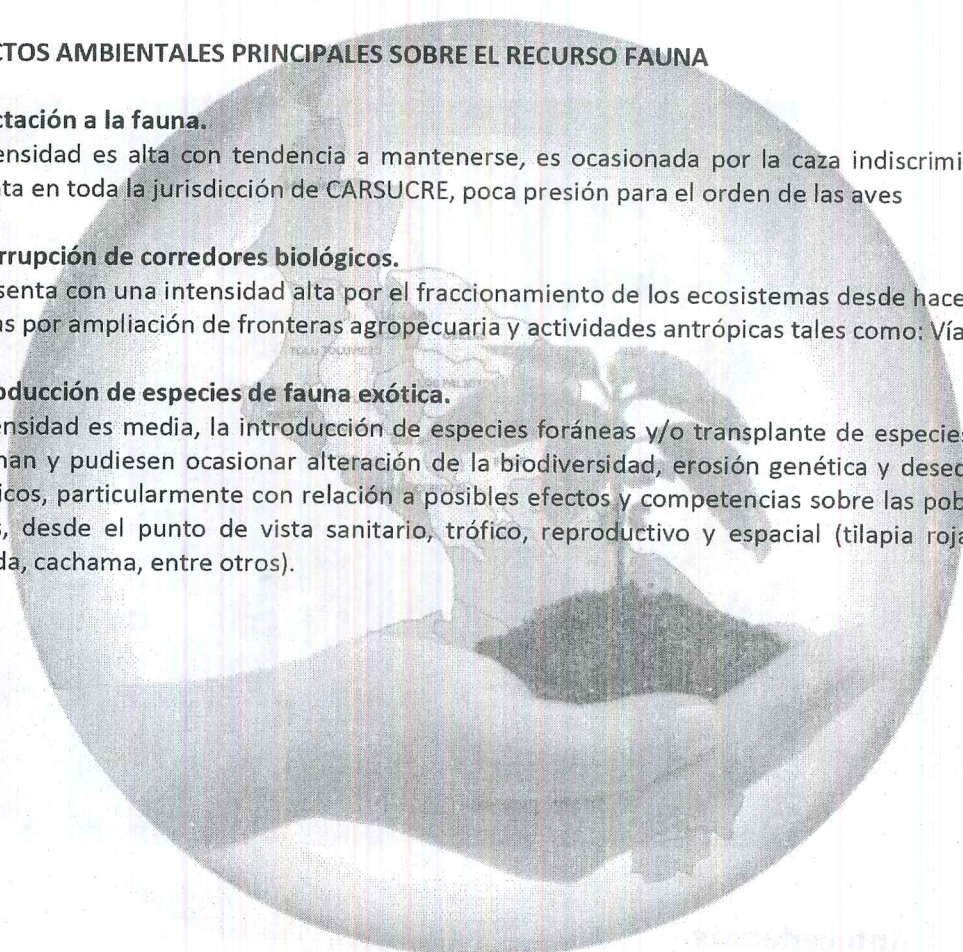 CTOS AMBIENTALES PRINCIPALES SOBRE EL RECURSO FAUNA
ctación a la fauna.
ensidad es alta con tendencia a mantenerse, es ocasionada por la caza indiscrimi
nta en toda la jurisdicción de CARSUCRE, poca presión para el orden de las aves
rrupción de corredores biológicos.
senta con una intensidad alta por el fraccionamiento de los ecosistemas desde hace
as por ampliación de fronteras agropecuaria y actividades antrópicas tales como: Vía
TOLU TOLUVIEJO
oducción de especies de fauna exótica.
ensidad es media, la introducción de especies foráneas y/o transplante de especies
nan y pudiesen ocasionar alteración de la biodiversidad, erosión genética y desec
icos, particularmente con relación a posibles efectos y competencias sobre las pob
s, desde el punto de vista sanitario, trófico, reproductivo y espacial (tilapia roja
da, cachama, entre otros).